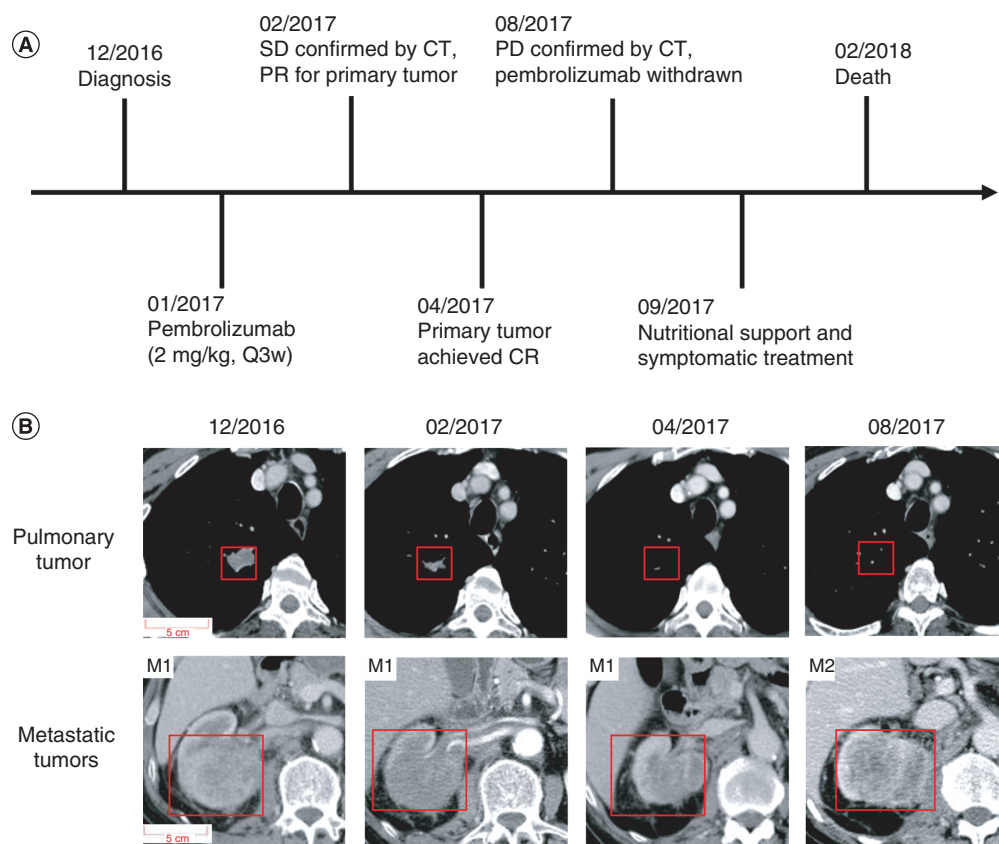 A
12/2016
Diagnosis
02/2017
SD confirmed by CT,
PR for primary tumor
08/2017
PD confirmed by CT,
pembrolizumab withdrawn
02/2018
Death
01/2017
Pembrolizumab
(2 mg/kg, Q3w)
04/2017
Primary tumor
achieved CR
09/2017
Nutritional support and
symptomatic treatment
B
12/2016
02/2017
04/2017
08/2017
Pulmonary
tumor
5 cm
Metastatic
tumors
M1
M1
M1
M2
5 cm